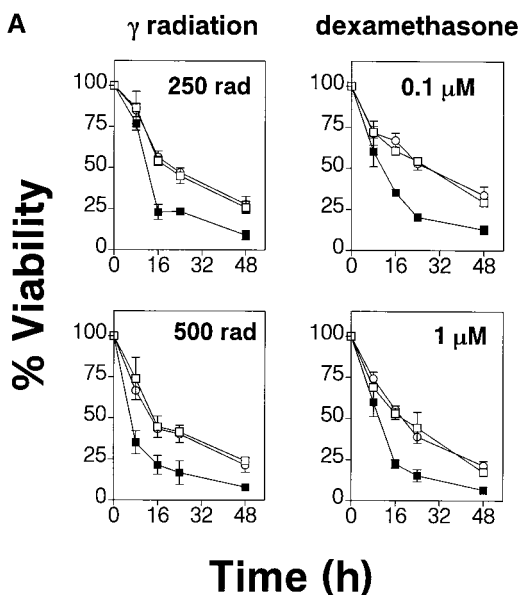 A
γ radiation
dexamethasone
% Viability
100
75
50
25
0
250 rad
0 16 32 48
100
75
50
25
0
0.1 μM
0 16 32 48
100
75
50
25
0
500 rad
0 16 32 48
100
75
50
25
0
1 μM
0 16 32 48
Time (h)